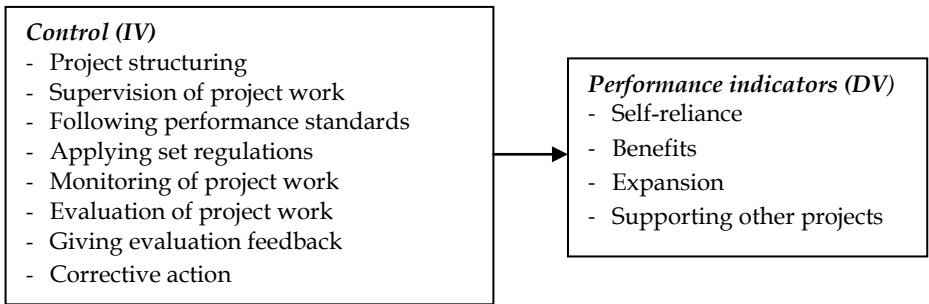 Control (IV)
- Project structuring
- Supervision of project work
- Following performance standards
- Applying set regulations
- Monitoring of project work
- Evaluation of project work
- Giving evaluation feedback
- Corrective action
Performance indicators (DV)
- Self-reliance
- Benefits
- Expansion
- Supporting other projects